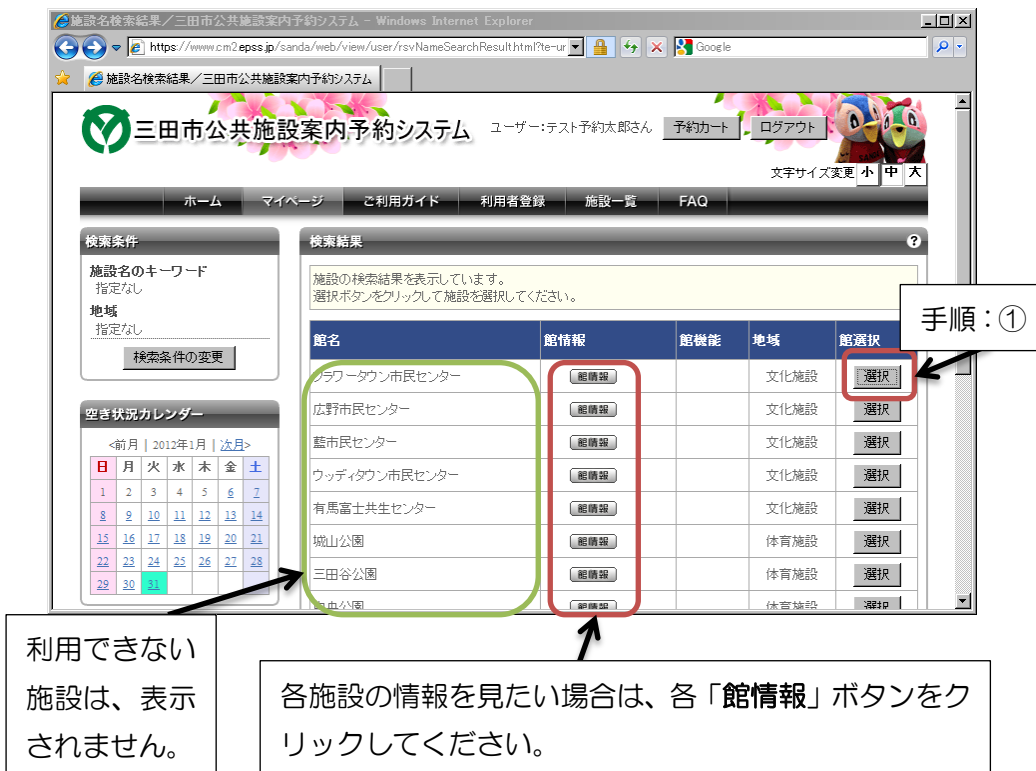 施設名検索結果／三田市公共施設案内予約システム - Windows Internet Explorer
https://www.cm2.epss.jp/sanda/web/view/user/rsvNameSearchResult.html?te-ur
Google
施設名検索結果／三田市公共施設案内予約システム
三田市公共施設案内予約システム
ユーザー:テスト予約太郎さん 予約カート ログアウト
文字サイズ変更 小 中 大
ホーム マイページ ご利用ガイド 利用者登録 施設一覧 FAQ
検索条件
施設名のキーワード
指定なし
地域
指定なし
検索条件の変更
空き状況カレンダー
<前月 | 2012年1月 | 次月>
日 月 火 水 木 金 土
1 2 3 4 5 6 7
8 9 10 11 12 13 14
15 16 17 18 19 20 21
22 23 24 25 26 27 28
29 30 31
検索結果 ?
施設の検索結果を表示しています。
選択ボタンをクリックして施設を選択してください。
館名 館情報 館機能 地域 館選択
フラワータウン市民センター 館情報 文化施設 選択
広野市民センター 館情報 文化施設 選択
藍市民センター 館情報 文化施設 選択
ウッディタウン市民センター 館情報 文化施設 選択
有馬富士共生センター 館情報 文化施設 選択
城山公園 館情報 体育施設 選択
三田谷公園 館情報 体育施設 選択
中央公園 館情報 体育施設 選択
手順：①
利用できない
施設は、表示
されません。
各施設の情報を見たい場合は、各「館情報」ボタンをク
リックしてください。